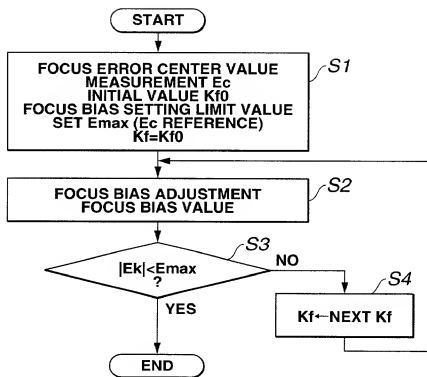 START
S1
FOCUS ERROR CENTER VALUE
MEASUREMENT Ec
INITIAL VALUE Kf0
FOCUS BIAS SETTING LIMIT VALUE
SET Emax (Ec REFERENCE)
Kf=Kf0
S2
FOCUS BIAS ADJUSTMENT
FOCUS BIAS VALUE
S3
|Ek|<Emax
?
NO
YES
S4
Kf←NEXT Kf
END